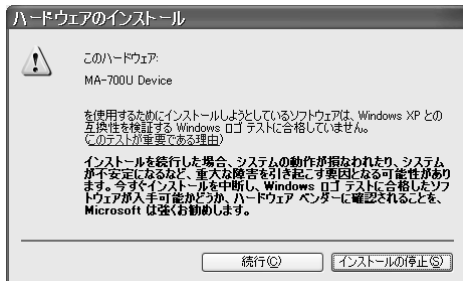 ハードウェアのインストール
このハードウェア:
MA-700U Device
を使用するためにインストールしようとしているソフトウェアは、Windows XP との
互換性を検証する Windows ロゴ テストに合格していません。
(このテストが重要である理由)
インストールを続行した場合、システムの動作が損なわれたり、システム
が不安定になるなど、重大な障害を引き起こす要因となる可能性があり
ます。今すぐインストールを中断し、Windows ロゴ テストに合格したソフ
トウェアが入手可能かどうか、ハードウェア ベンダーに確認されることを、
Microsoft は強くお勧めします。
続行(C)
インストールの停止(S)